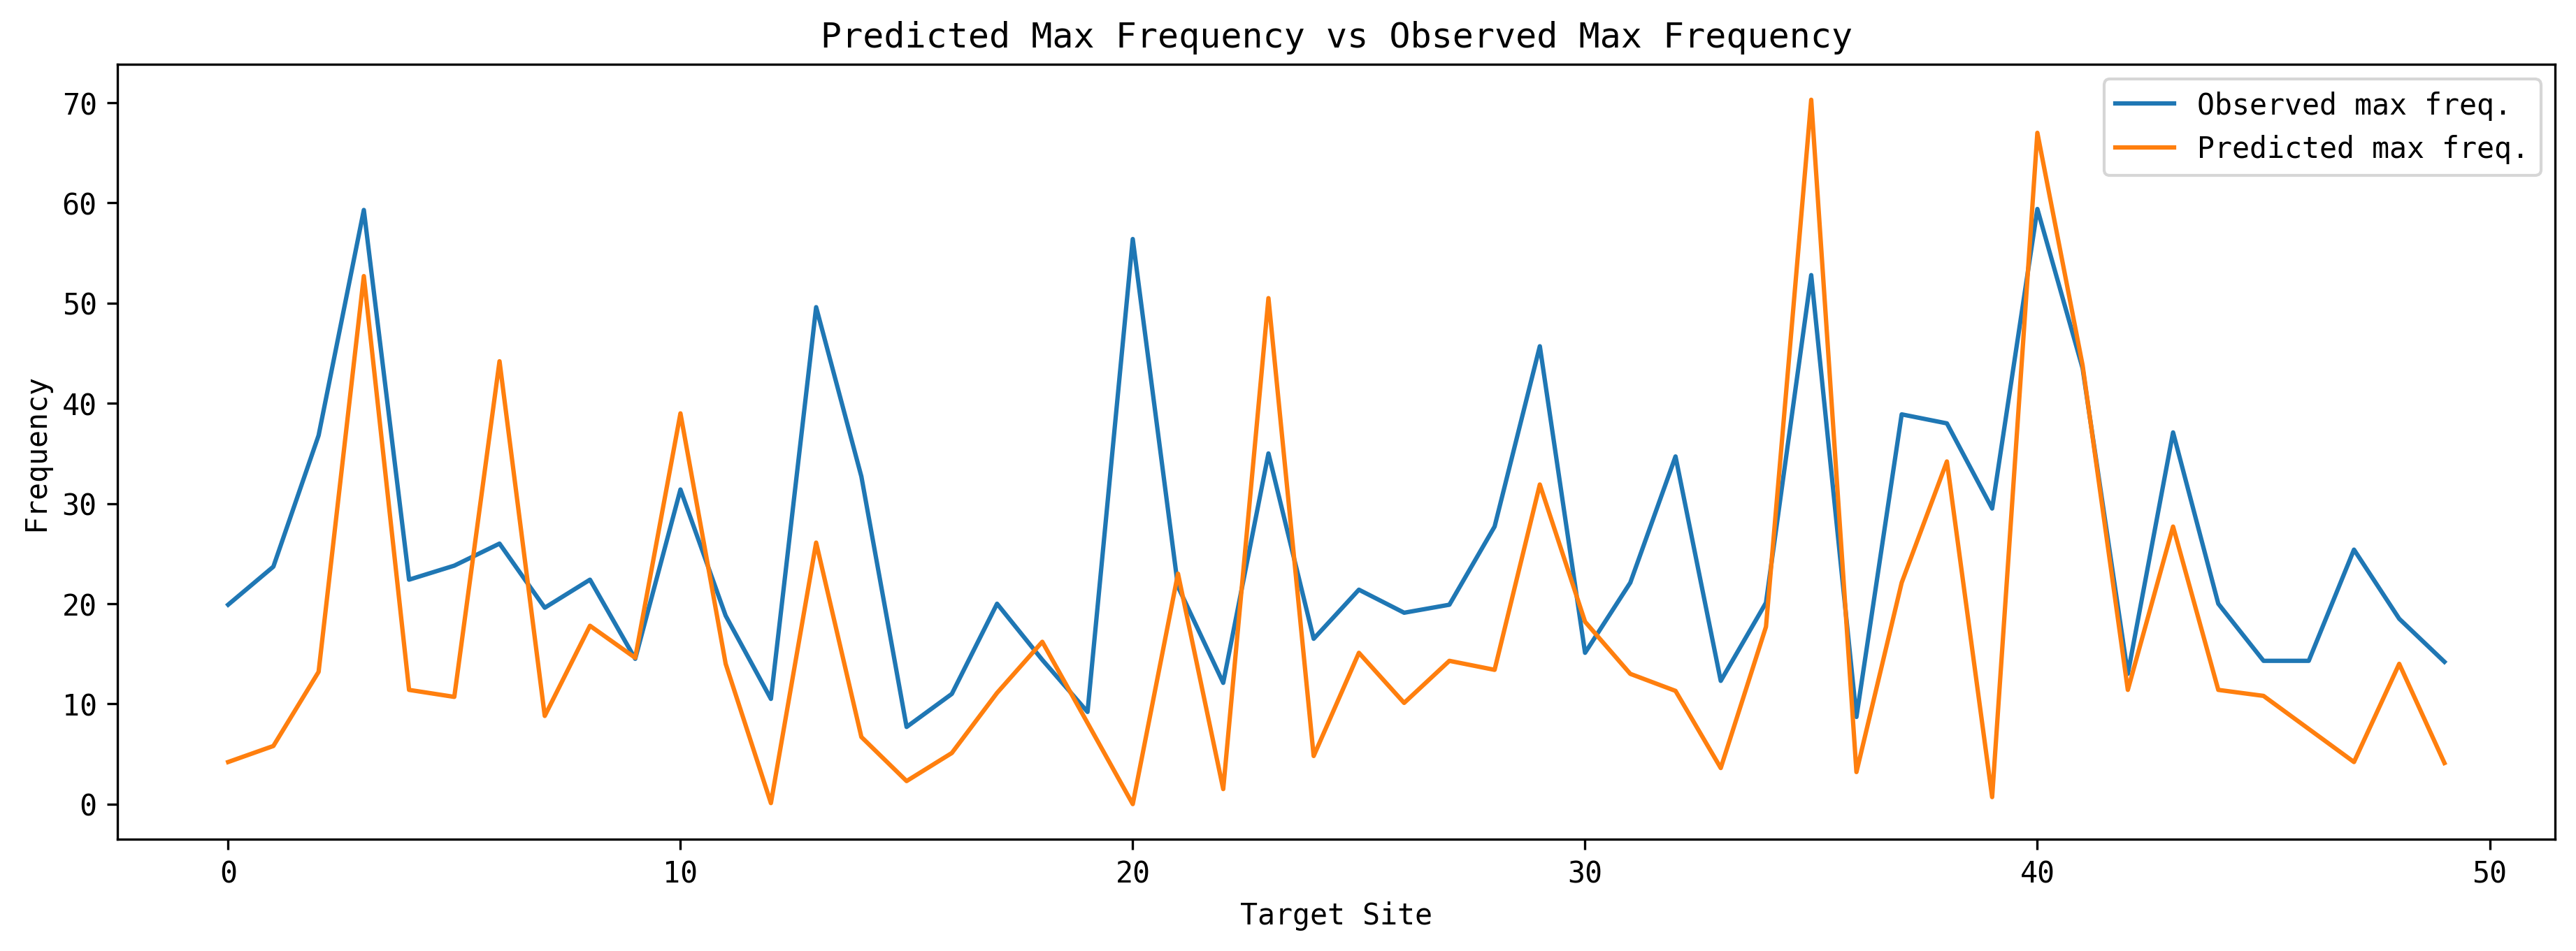 Predicted Max Frequency vs Observed Max Frequency
Observed max freq.
Predicted max freq.
Frequency
70
60
50
40
30
20
10
0
0 10 20 30 40 50
Target Site